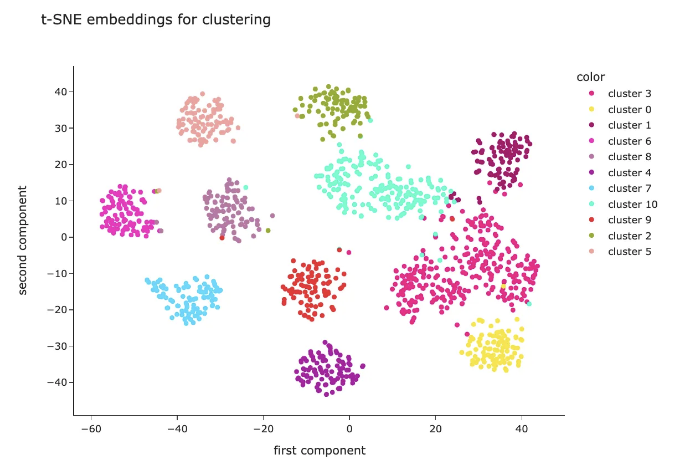 t-SNE embeddings for clustering
color
cluster 3
cluster 0
cluster 1
cluster 6
cluster 8
cluster 4
cluster 7
cluster 10
cluster 9
cluster 2
cluster 5
second component
40
30
20
10
0
−10
−20
−30
−40
−60
−40
−20
0
20
40
first component